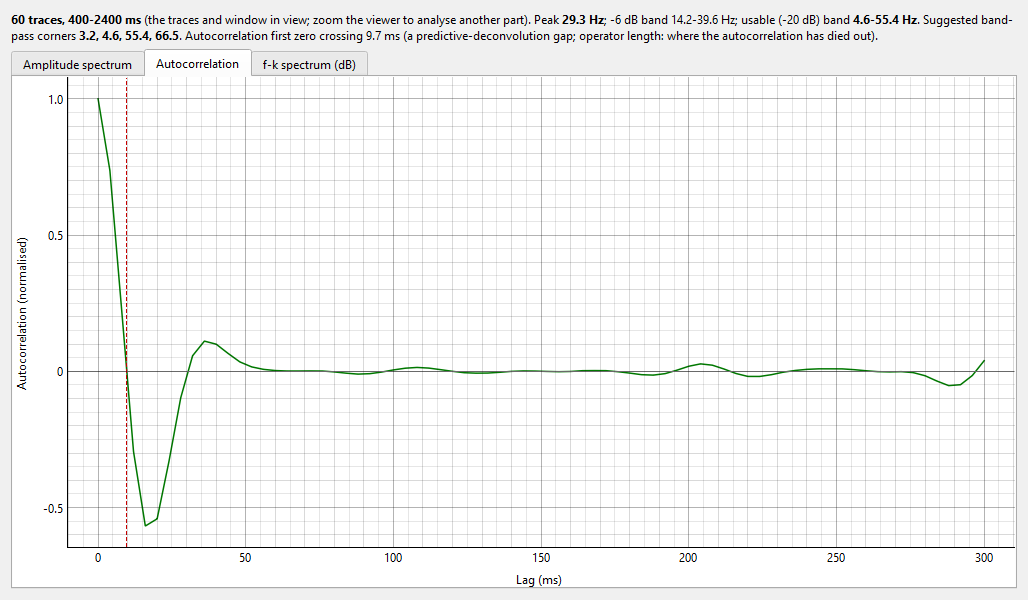 60 traces, 400-2400 ms (the traces and window in view; zoom the viewer to analyse another part). Peak 29.3 Hz; -6 dB band 14.2-39.6 Hz; usable (-20 dB) band 4.6-55.4 Hz. Suggested band-
pass corners 3.2, 4.6, 55.4, 66.5. Autocorrelation first zero crossing 9.7 ms (a predictive-deconvolution gap; operator length: where the autocorrelation has died out).
Amplitude spectrum Autocorrelation f-k spectrum (dB)
1.0
0.5
0
-0.5
Autocorrelation (normalised)
0 50 100 150 200 250 300
Lag (ms)